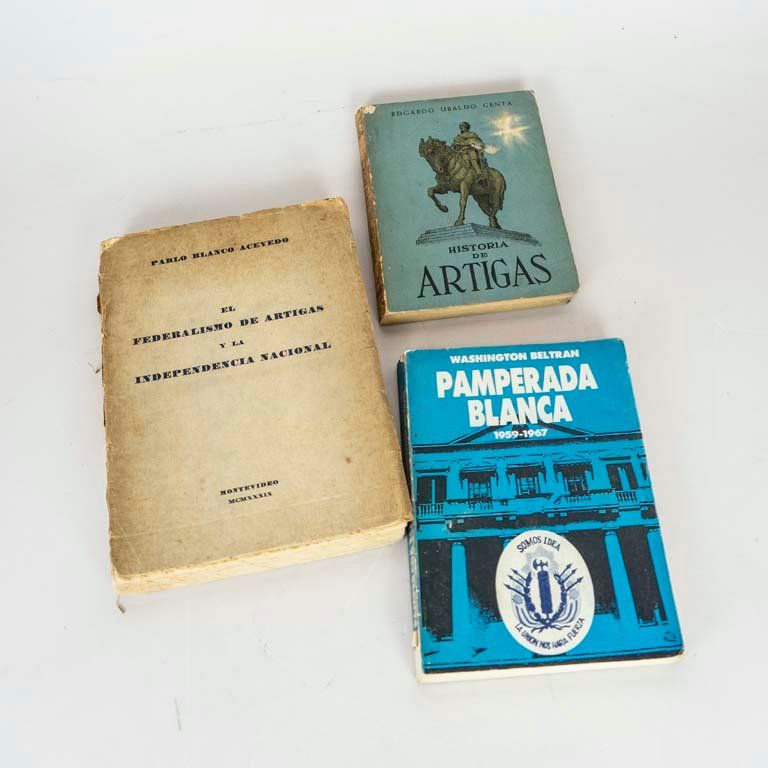 PABLO BLANCO ACEVEDO
EL
FEDERALISMO DE ARTIGAS
Y LA
INDEPENDENCIA NACIONAL
MONTEVIDEO
MCMXXXIX
EDGARDO UBALDO GENTA
HISTORIA
DE
ARTIGAS
WASHINGTON BELTRAN
PAMPERADA
BLANCA
1959-1967
SOMOS IDEA
LA UNION NOS HARA FUERZA